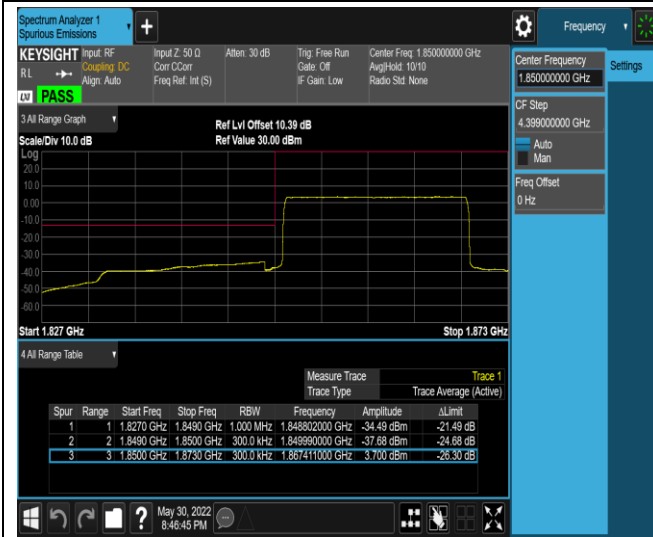 Spectrum Analyzer 1
Spurious Emissions
Frequency
KEYSIGHT Input: RF
Coupling: DC
Align: Auto
Input Z: 50 Ω
Corr CCorr
Freq Ref: Int (S)
Atten: 30 dB
Trig: Free Run
Gate: Off
IF Gain: Low
Center Freq: 1.850000000 GHz
Avg|Hold: 10/10
Radio Std: None
R L
LXI PASS
Center Frequency
1.850000000 GHz
Settings
CF Step
4.399000000 GHz
Auto
Man
Freq Offset
0 Hz
3 All Range Graph
Scale/Div 10.0 dB
Ref Lvl Offset 10.39 dB
Ref Value 30.00 dBm
Log
20.0
10.0
0.00
-10.0
-20.0
-30.0
-40.0
-50.0
-60.0
Start 1.827 GHz
Stop 1.873 GHz
4 All Range Table
Measure Trace Trace 1
Trace Type Trace Average (Active)
Spur Range Start Freq Stop Freq RBW Frequency Amplitude ΔLimit
1 1 1.8270 GHz 1.8490 GHz 1.000 MHz 1.848802000 GHz -34.49 dBm -21.49 dB
2 2 1.8490 GHz 1.8500 GHz 300.0 kHz 1.849990000 GHz -37.68 dBm -24.68 dB
3 3 1.8500 GHz 1.8730 GHz 300.0 kHz 1.867411000 GHz 3.700 dBm -26.30 dB
May 30, 2022
8:46:45 PM